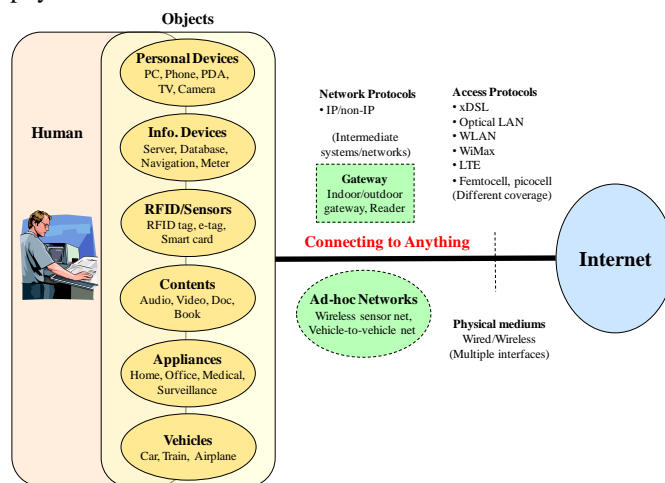 Objects
Human
Personal Devices
PC, Phone, PDA,
TV, Camera
Info. Devices
Server, Database,
Navigation, Meter
RFID/Sensors
RFID tag, e-tag,
Smart card
Contents
Audio, Video, Doc,
Book
Appliances
Home, Office, Medical,
Surveillance
Vehicles
Car, Train, Airplane
Network Protocols
• IP/non-IP
(Intermediate
systems/networks)
Gateway
Indoor/outdoor
gateway, Reader
Connecting to Anything
Ad-hoc Networks
Wireless sensor net,
Vehicle-to-vehicle net
Access Protocols
• xDSL
• Optical LAN
• WLAN
• WiMax
• LTE
• Femtocell, picocell
(Different coverage)
Physical mediums
Wired/Wireless
(Multiple interfaces)
Internet